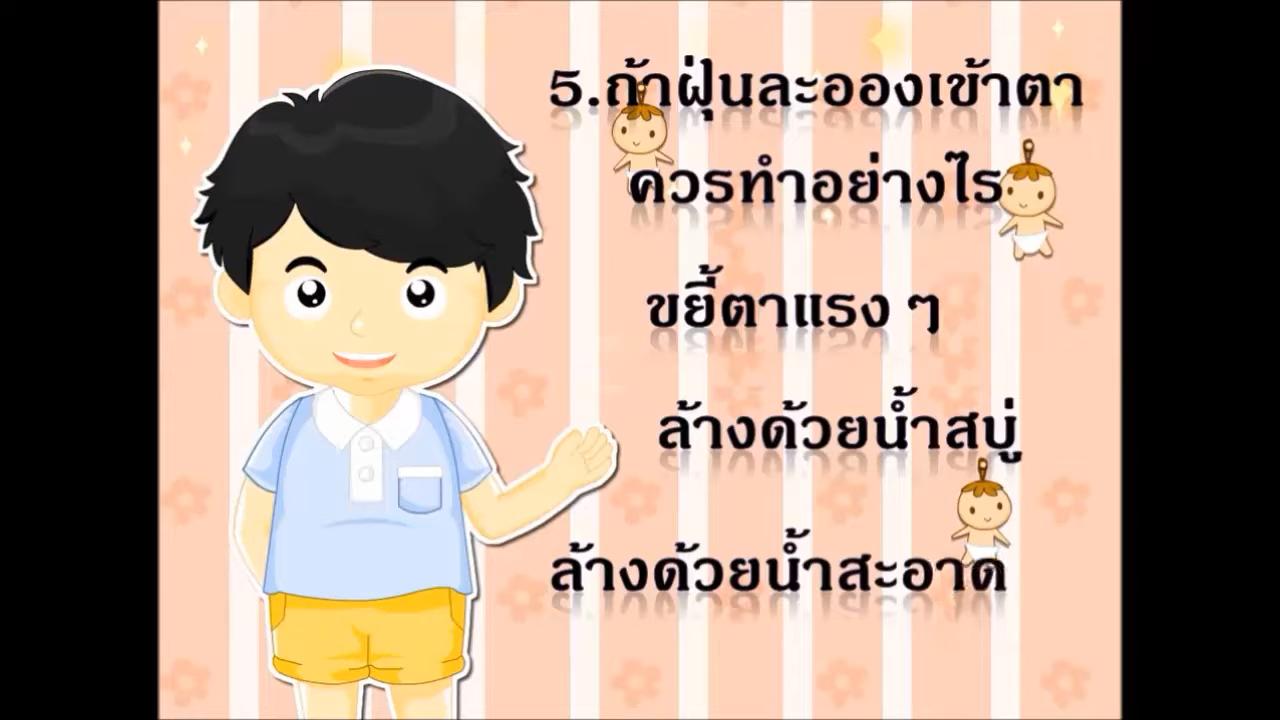 5.ถ้าฝุ่นละอองเข้าตา
ควรทำอย่างไร
ขยี้ตาแรง ๆ
ล้างด้วยน้ำสบู่
ล้างด้วยน้ำสะอาด